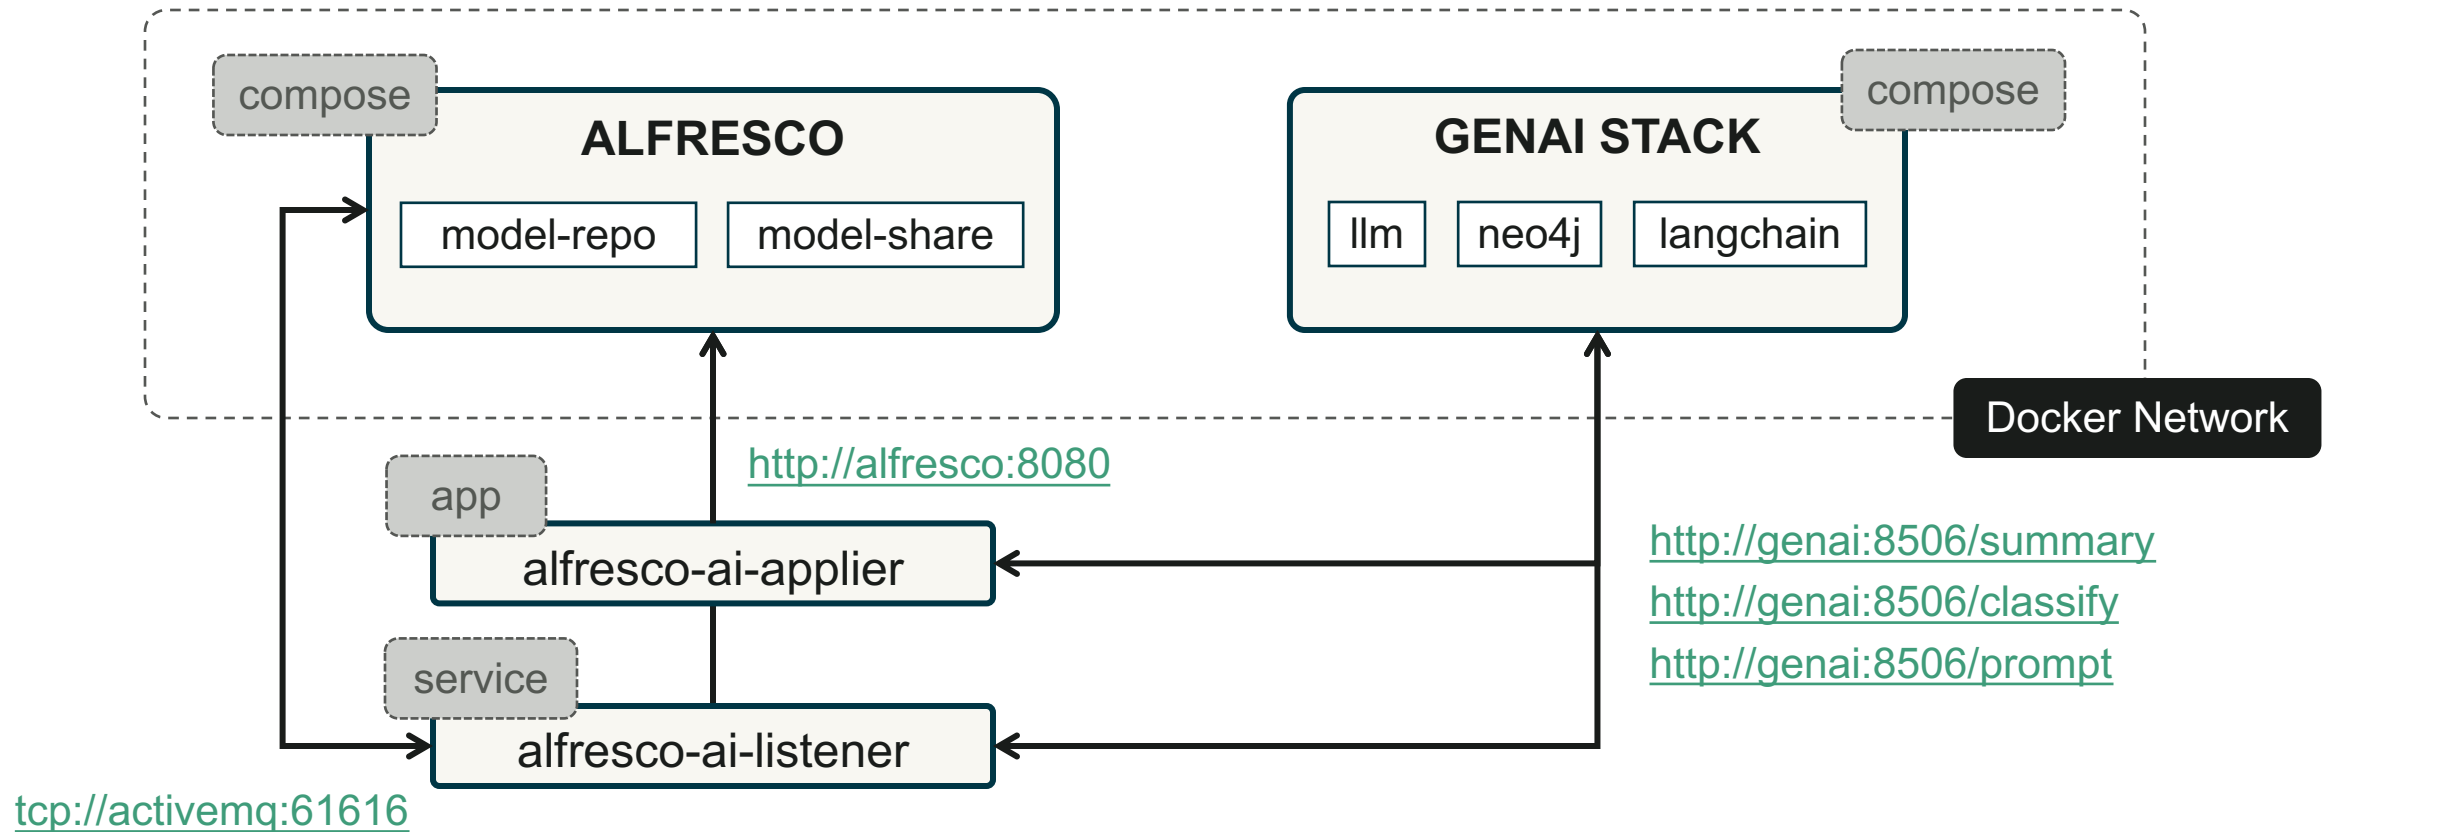 compose
ALFRESCO
model-repo
model-share
compose
GENAI STACK
llm
neo4j
langchain
Docker Network
http://alfresco:8080
app
alfresco-ai-applier
http://genai:8506/summary
http://genai:8506/classify
http://genai:8506/prompt
service
alfresco-ai-listener
tcp://activemq:61616